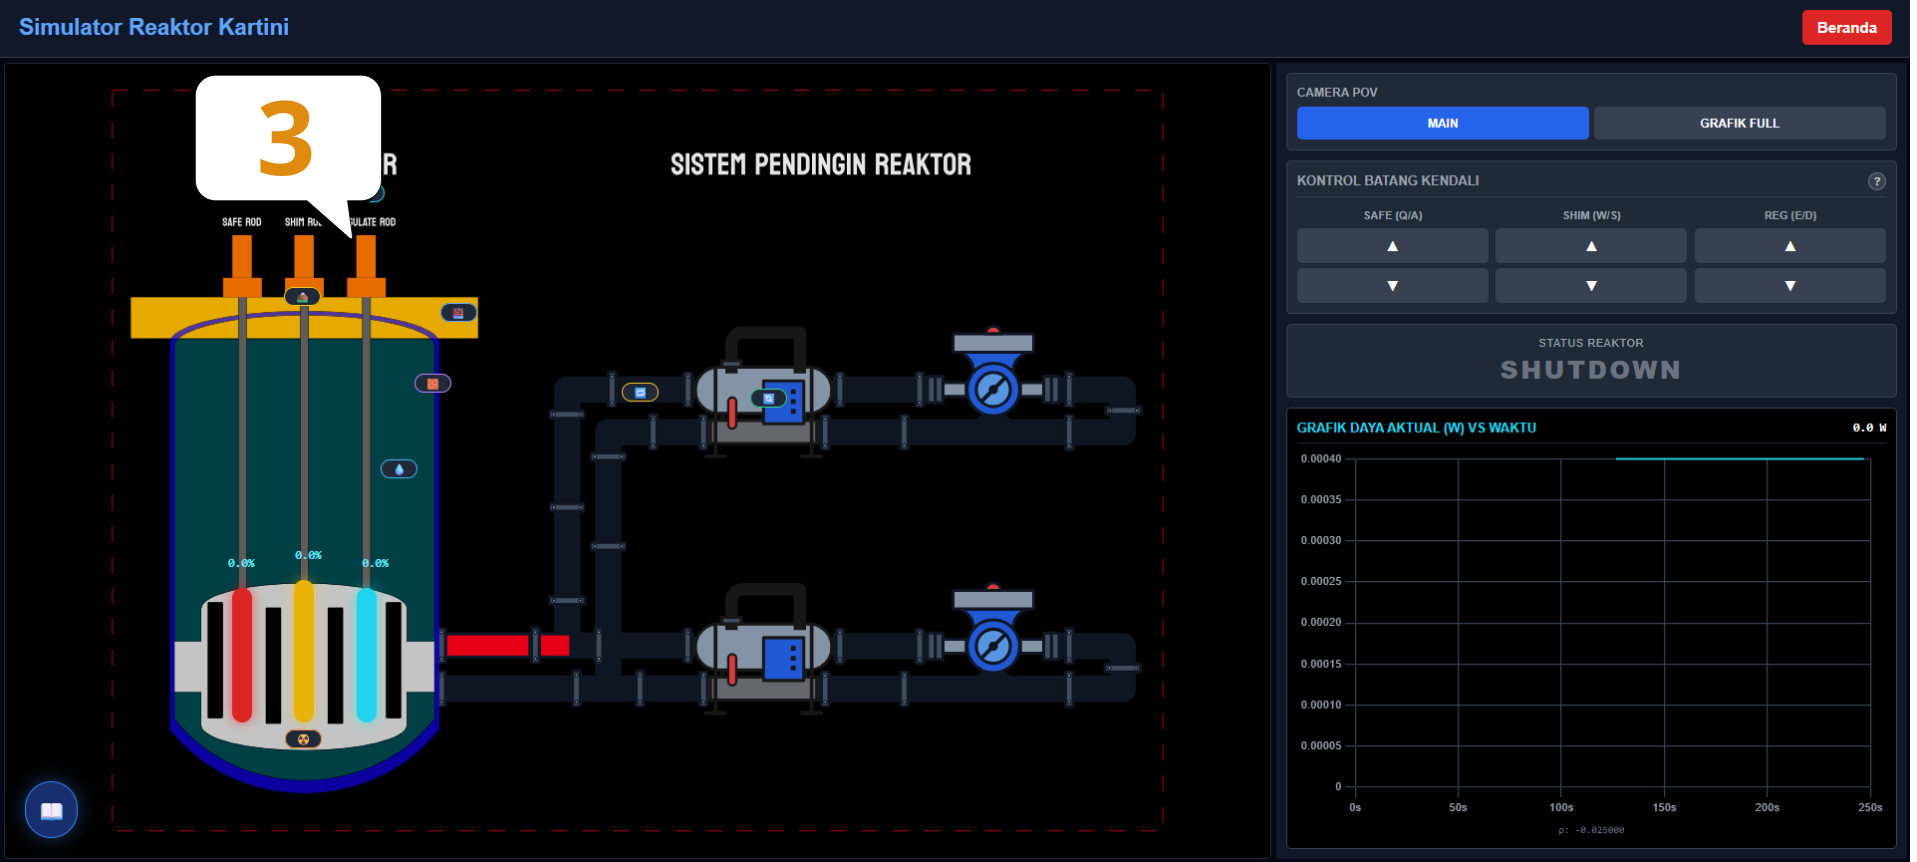 Simulator Reaktor Kartini
Beranda
3
R
SISTEM PENDINGIN REAKTOR
SAFE ROD
SHIM
GULATE ROD
0.0%
0.0%
0.0%
CAMERA POV
MAIN
GRAFIK FULL
KONTROL BATANG KENDALI
?
SAFE (Q/A)
SHIM (W/S)
REG (E/D)
▲
▲
▲
▼
▼
▼
STATUS REAKTOR
SHUTDOWN
GRAFIK DAYA AKTUAL (W) VS WAKTU
0.0 W
0.00040
0.00035
0.00030
0.00025
0.00020
0.00015
0.00010
0.00005
0
0s
50s
100s
150s
200s
250s
ρ: -0.025000